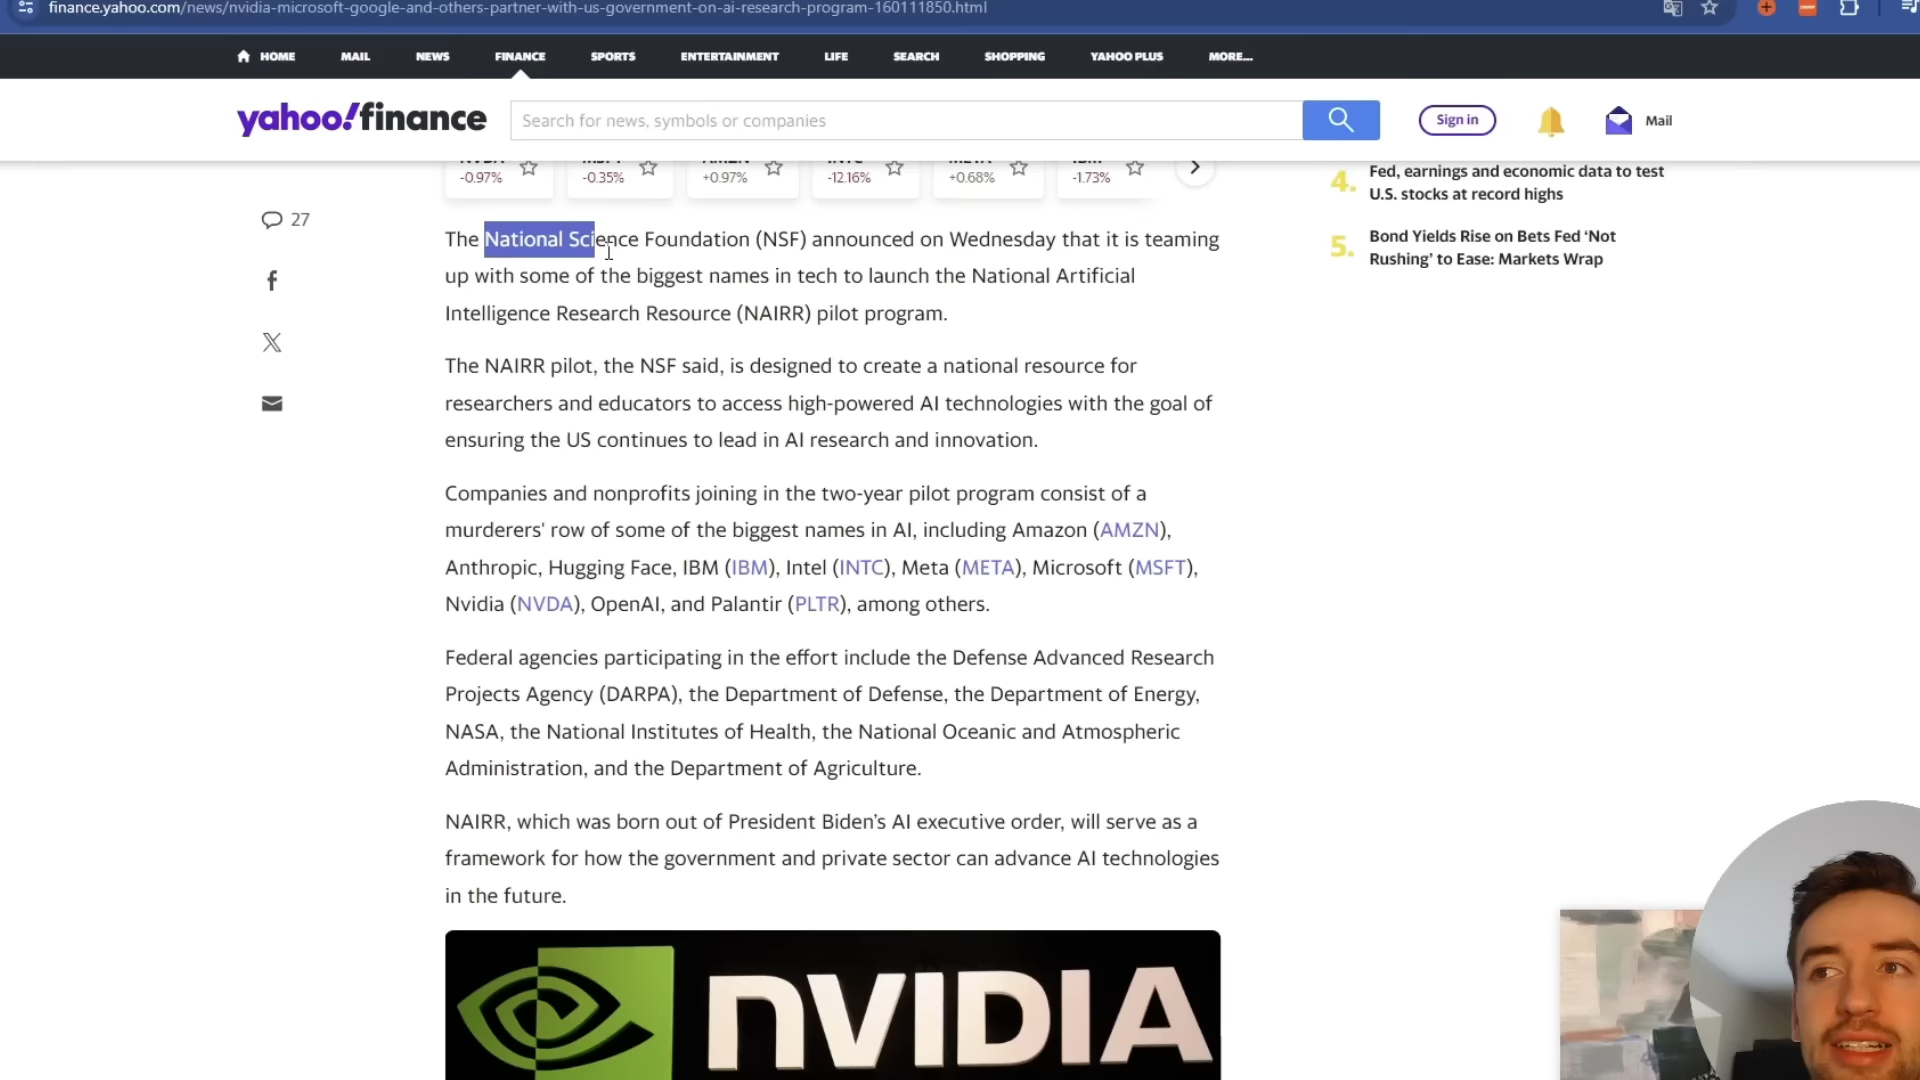 finance.yahoo.com/news/nvidia-microsoft-google-and-others-partner-with-us-government-on-ai-research-program-160111850.html
HOME MAIL NEWS FINANCE SPORTS ENTERTAINMENT LIFE SEARCH SHOPPING YAHOO PLUS MORE...
yahoo!finance Search for news, symbols or companies Sign in Mail
NVDA MSFT AMZN INTC META IBM
-0.97% -0.35% +0.97% -12.16% +0.68% -1.73%
4. Fed, earnings and economic data to test
U.S. stocks at record highs
5. Bond Yields Rise on Bets Fed ‘Not
Rushing’ to Ease: Markets Wrap
27
The National Science Foundation (NSF) announced on Wednesday that it is teaming
up with some of the biggest names in tech to launch the National Artificial
Intelligence Research Resource (NAIRR) pilot program.
The NAIRR pilot, the NSF said, is designed to create a national resource for
researchers and educators to access high-powered AI technologies with the goal of
ensuring the US continues to lead in AI research and innovation.
Companies and nonprofits joining in the two-year pilot program consist of a
murderers' row of some of the biggest names in AI, including Amazon (AMZN),
Anthropic, Hugging Face, IBM (IBM), Intel (INTC), Meta (META), Microsoft (MSFT),
Nvidia (NVDA), OpenAI, and Palantir (PLTR), among others.
Federal agencies participating in the effort include the Defense Advanced Research
Projects Agency (DARPA), the Department of Defense, the Department of Energy,
NASA, the National Institutes of Health, the National Oceanic and Atmospheric
Administration, and the Department of Agriculture.
NAIRR, which was born out of President Biden’s AI executive order, will serve as a
framework for how the government and private sector can advance AI technologies
in the future.
NVIDIA